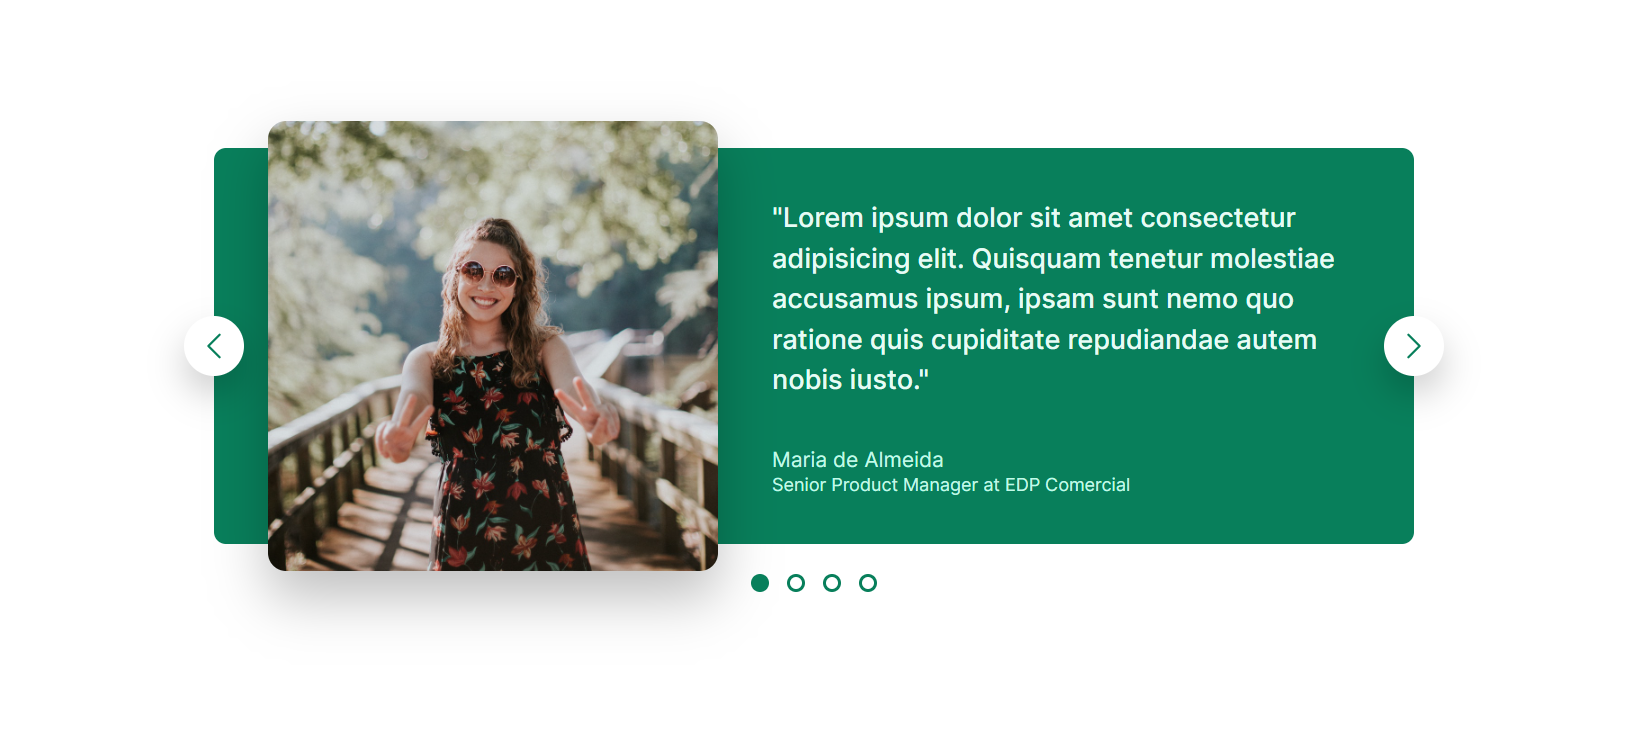 "Lorem ipsum dolor sit amet consectetur
adipisicing elit. Quisquam tenetur molestiae
accusamus ipsum, ipsam sunt nemo quo
ratione quis cupiditate repudiandae autem
nobis iusto."
Maria de Almeida
Senior Product Manager at EDP Comercial